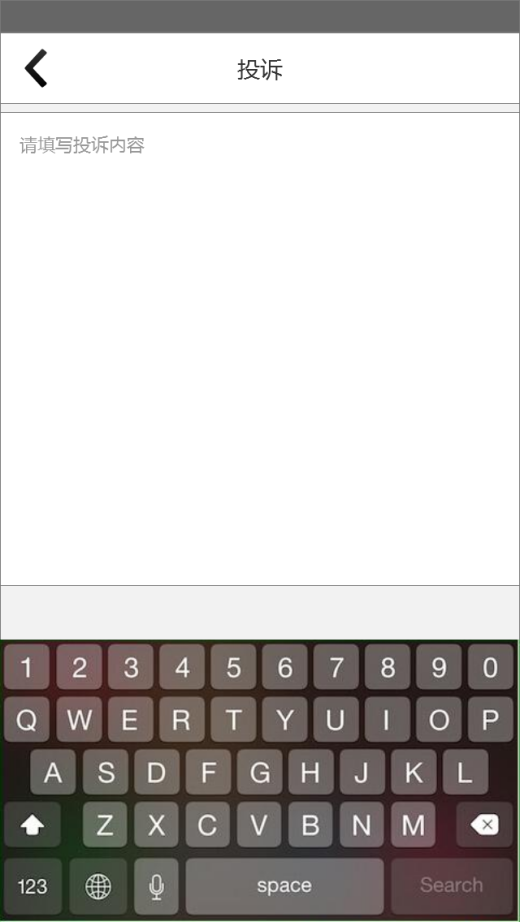 投诉
请填写投诉内容
1 2 3 4 5 6 7 8 9 0
Q W E R T Y U I O P
A S D F G H J K L
Z X C V B N M
123 space Search